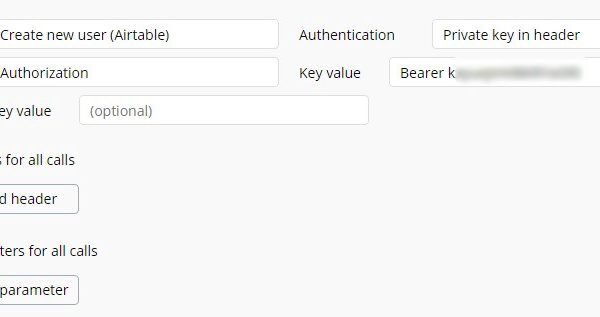 Create new user (Airtable) Authentication Private key in header
Authorization Key value Bearer k
ey value (optional)
s for all calls
d header
ters for all calls
parameter